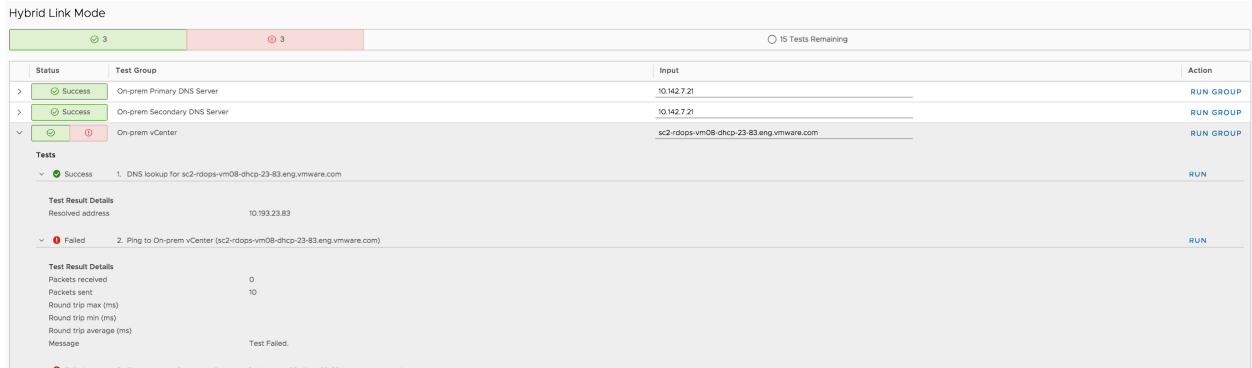 Hybrid Link Mode
3
3
15 Tests Remaining
Status Test Group Input Action
Success On-prem Primary DNS Server 10.142.7.21 RUN GROUP
Success On-prem Secondary DNS Server 10.142.7.21 RUN GROUP
On-prem vCenter sc2-rdops-vm08-dhcp-23-83.eng.vmware.com RUN GROUP
Tests
Success 1. DNS lookup for sc2-rdops-vm08-dhcp-23-83.eng.vmware.com RUN
Test Result Details
Resolved address 10.193.23.83
Failed 2. Ping to On-prem vCenter (sc2-rdops-vm08-dhcp-23-83.eng.vmware.com) RUN
Test Result Details
Packets received 0
Packets sent 10
Round trip max (ms)
Round trip min (ms)
Round trip average (ms)
Message Test Failed.